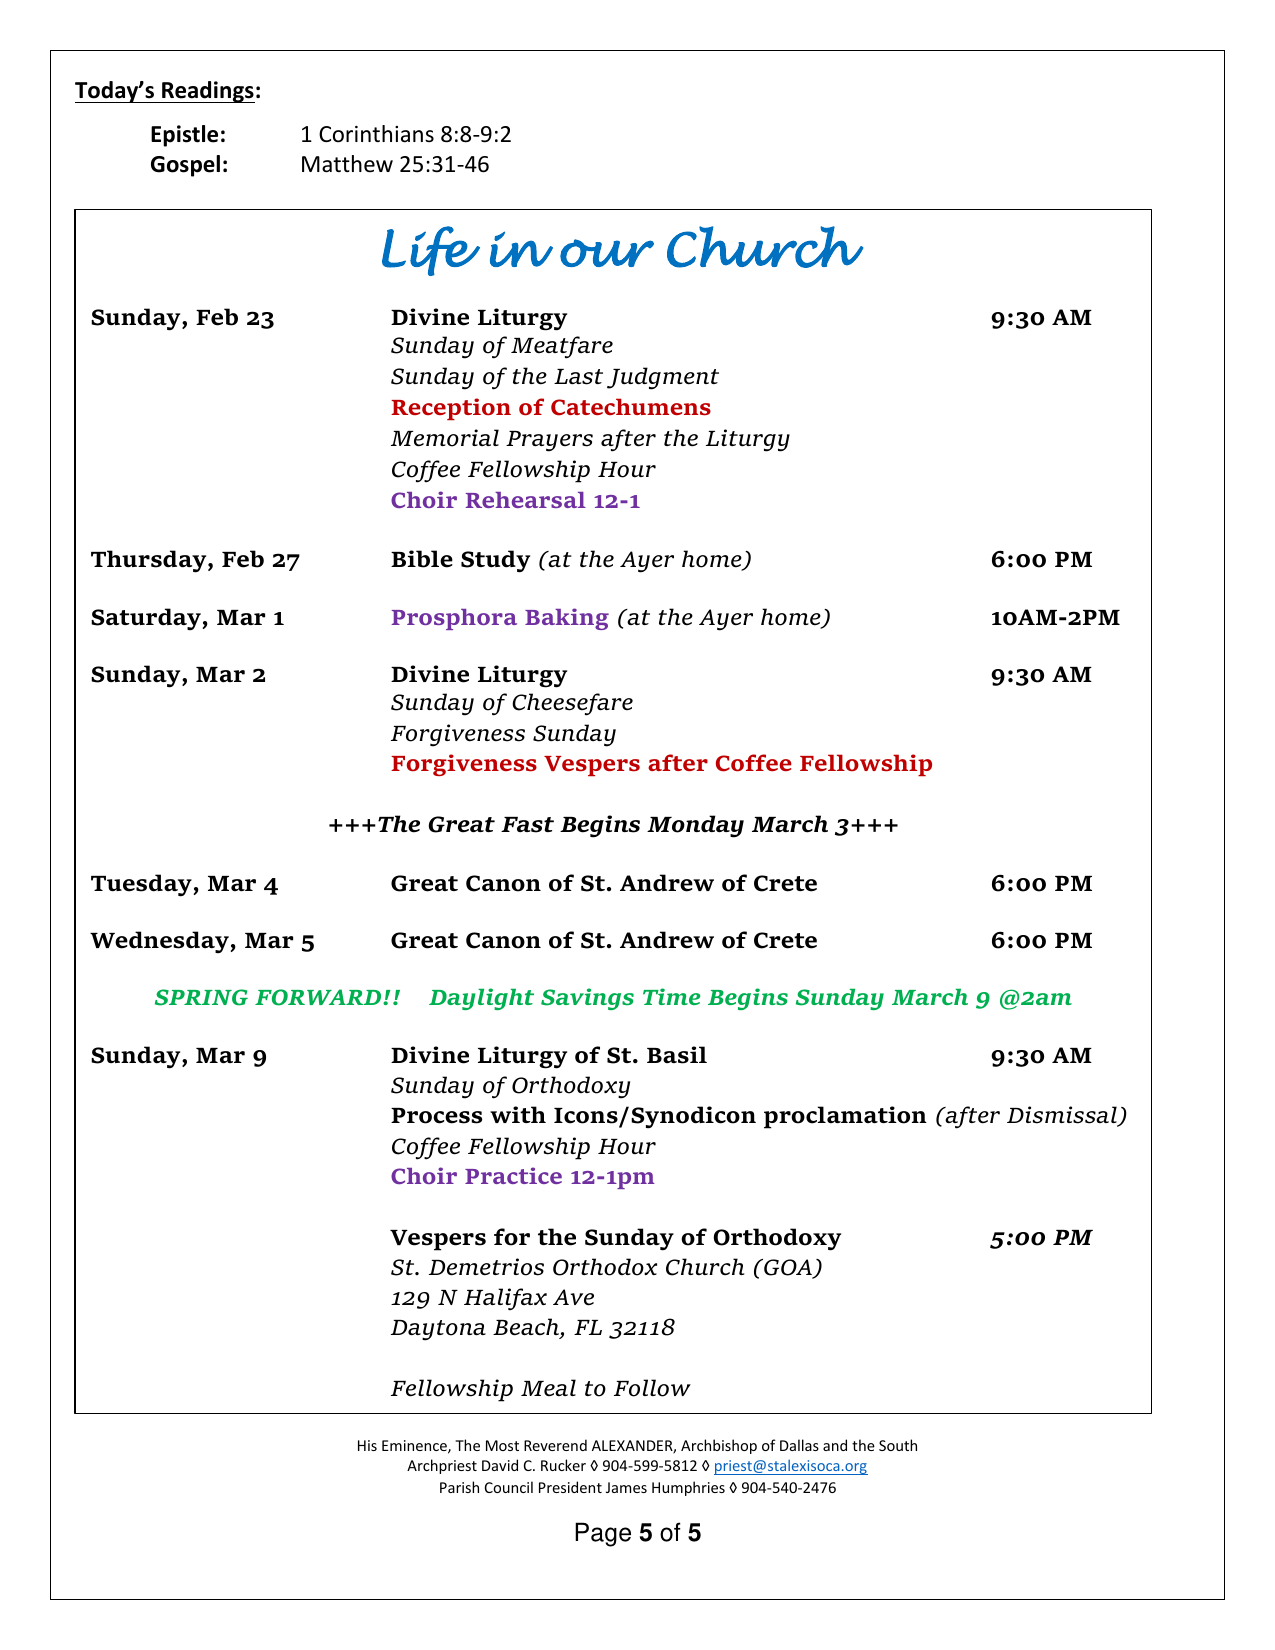 Today’s Readings:
Epistle: 1 Corinthians 8:8-9:2
Gospel: Matthew 25:31-46
Life in our Church
Sunday, Feb 23 Divine Liturgy 9:30 AM
Sunday of Meatfare
Sunday of the Last Judgment
Reception of Catechumens
Memorial Prayers after the Liturgy
Coffee Fellowship Hour
Choir Rehearsal 12-1
Thursday, Feb 27 Bible Study (at the Ayer home) 6:00 PM
Saturday, Mar 1 Prosphora Baking (at the Ayer home) 10AM-2PM
Sunday, Mar 2 Divine Liturgy 9:30 AM
Sunday of Cheesefare
Forgiveness Sunday
Forgiveness Vespers after Coffee Fellowship
+++The Great Fast Begins Monday March 3+++
Tuesday, Mar 4 Great Canon of St. Andrew of Crete 6:00 PM
Wednesday, Mar 5 Great Canon of St. Andrew of Crete 6:00 PM
SPRING FORWARD!! Daylight Savings Time Begins Sunday March 9 @2am
Sunday, Mar 9 Divine Liturgy of St. Basil 9:30 AM
Sunday of Orthodoxy
Process with Icons/Synodicon proclamation (after Dismissal)
Coffee Fellowship Hour
Choir Practice 12-1pm
Vespers for the Sunday of Orthodoxy 5:00 PM
St. Demetrios Orthodox Church (GOA)
129 N Halifax Ave
Daytona Beach, FL 32118
Fellowship Meal to Follow
His Eminence, The Most Reverend ALEXANDER, Archbishop of Dallas and the South
Archpriest David C. Rucker ◊ 904-599-5812 ◊ priest@stalexisoca.org
Parish Council President James Humphries ◊ 904-540-2476
Page 5 of 5